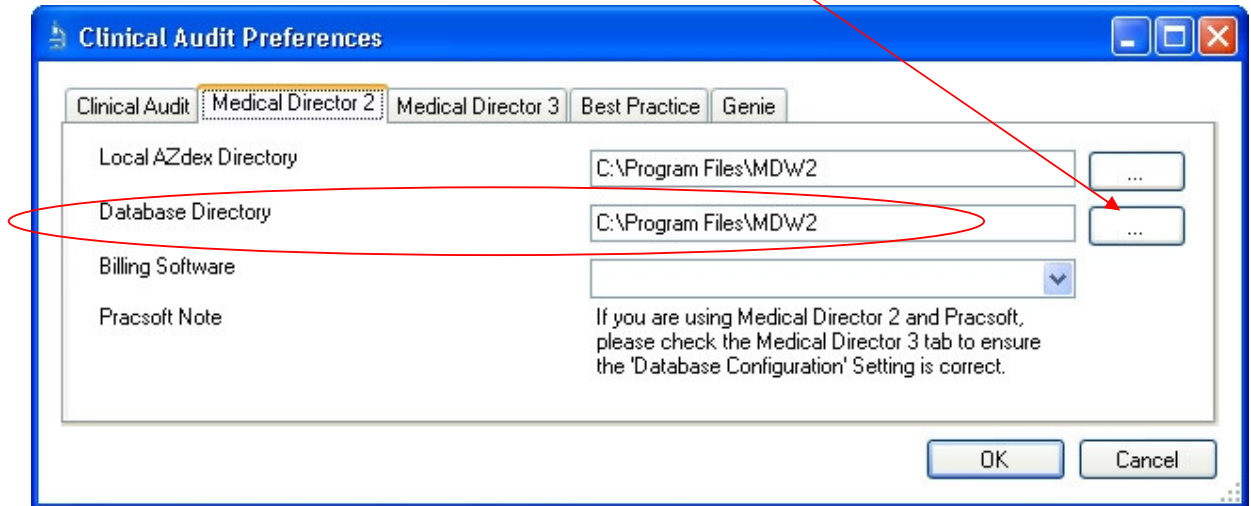 Clinical Audit Preferences
Clinical Audit Medical Director 2 Medical Director 3 Best Practice Genie
Local AZdex Directory C:\Program Files\MDW2 ...
Database Directory C:\Program Files\MDW2 ...
Billing Software
Pracsoft Note If you are using Medical Director 2 and Pracsoft,
please check the Medical Director 3 tab to ensure
the 'Database Configuration' Setting is correct.
OK Cancel